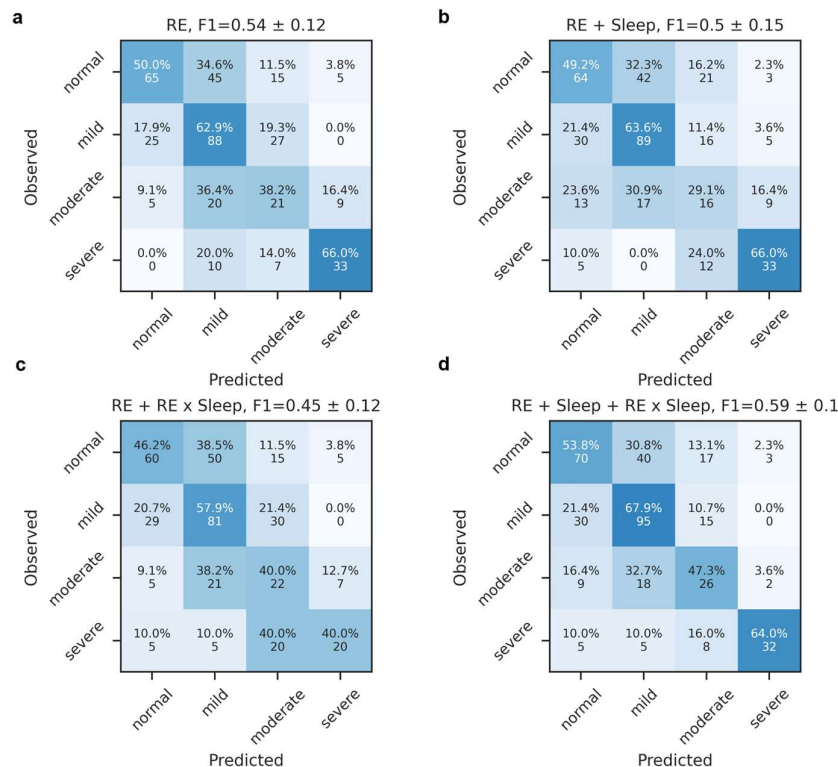 a
RE, F1=0.54 ± 0.12
Observed
normal
50.0% 34.6% 11.5% 3.8%
65 45 15 5
mild
17.9% 62.9% 19.3% 0.0%
25 88 27 0
moderate
9.1% 36.4% 38.2% 16.4%
5 20 21 9
severe
0.0% 20.0% 14.0% 66.0%
0 10 7 33
normal mild moderate severe
Predicted
b
RE + Sleep, F1=0.5 ± 0.15
Observed
normal
49.2% 32.3% 16.2% 2.3%
64 42 21 3
mild
21.4% 63.6% 11.4% 3.6%
30 89 16 5
moderate
23.6% 30.9% 29.1% 16.4%
13 17 16 9
severe
10.0% 0.0% 24.0% 66.0%
5 0 12 33
normal mild moderate severe
Predicted
c
RE + RE x Sleep, F1=0.45 ± 0.12
Observed
normal
46.2% 38.5% 11.5% 3.8%
60 50 15 5
mild
20.7% 57.9% 21.4% 0.0%
29 81 30 0
moderate
9.1% 38.2% 40.0% 12.7%
5 21 22 7
severe
10.0% 10.0% 40.0% 40.0%
5 5 20 20
normal mild moderate severe
Predicted
d
RE + Sleep + RE x Sleep, F1=0.59 ± 0.1
Observed
normal
53.8% 30.8% 13.1% 2.3%
70 40 17 3
mild
21.4% 67.9% 10.7% 0.0%
30 95 15 0
moderate
16.4% 32.7% 47.3% 3.6%
9 18 26 2
severe
10.0% 10.0% 16.0% 64.0%
5 5 8 32
normal mild moderate severe
Predicted